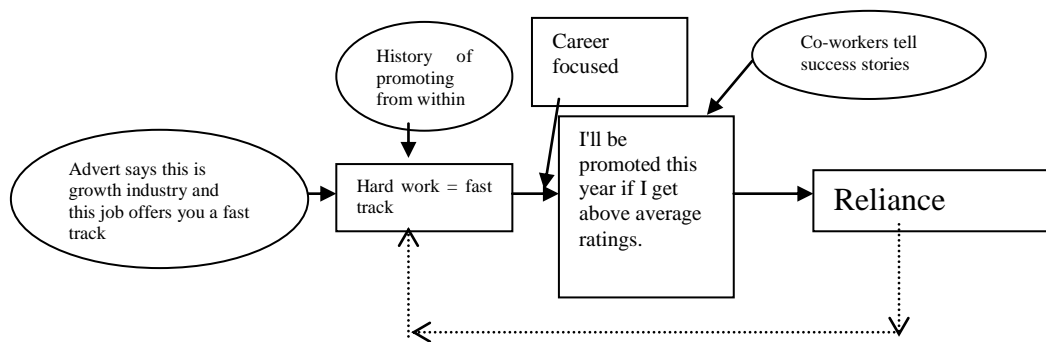 History of
promoting
from within
Career
focused
Co-workers tell
success stories
Advert says this is
growth industry and
this job offers you a fast
track
Hard work = fast
track
I'll be
promoted this
year if I get
above average
ratings.
Reliance